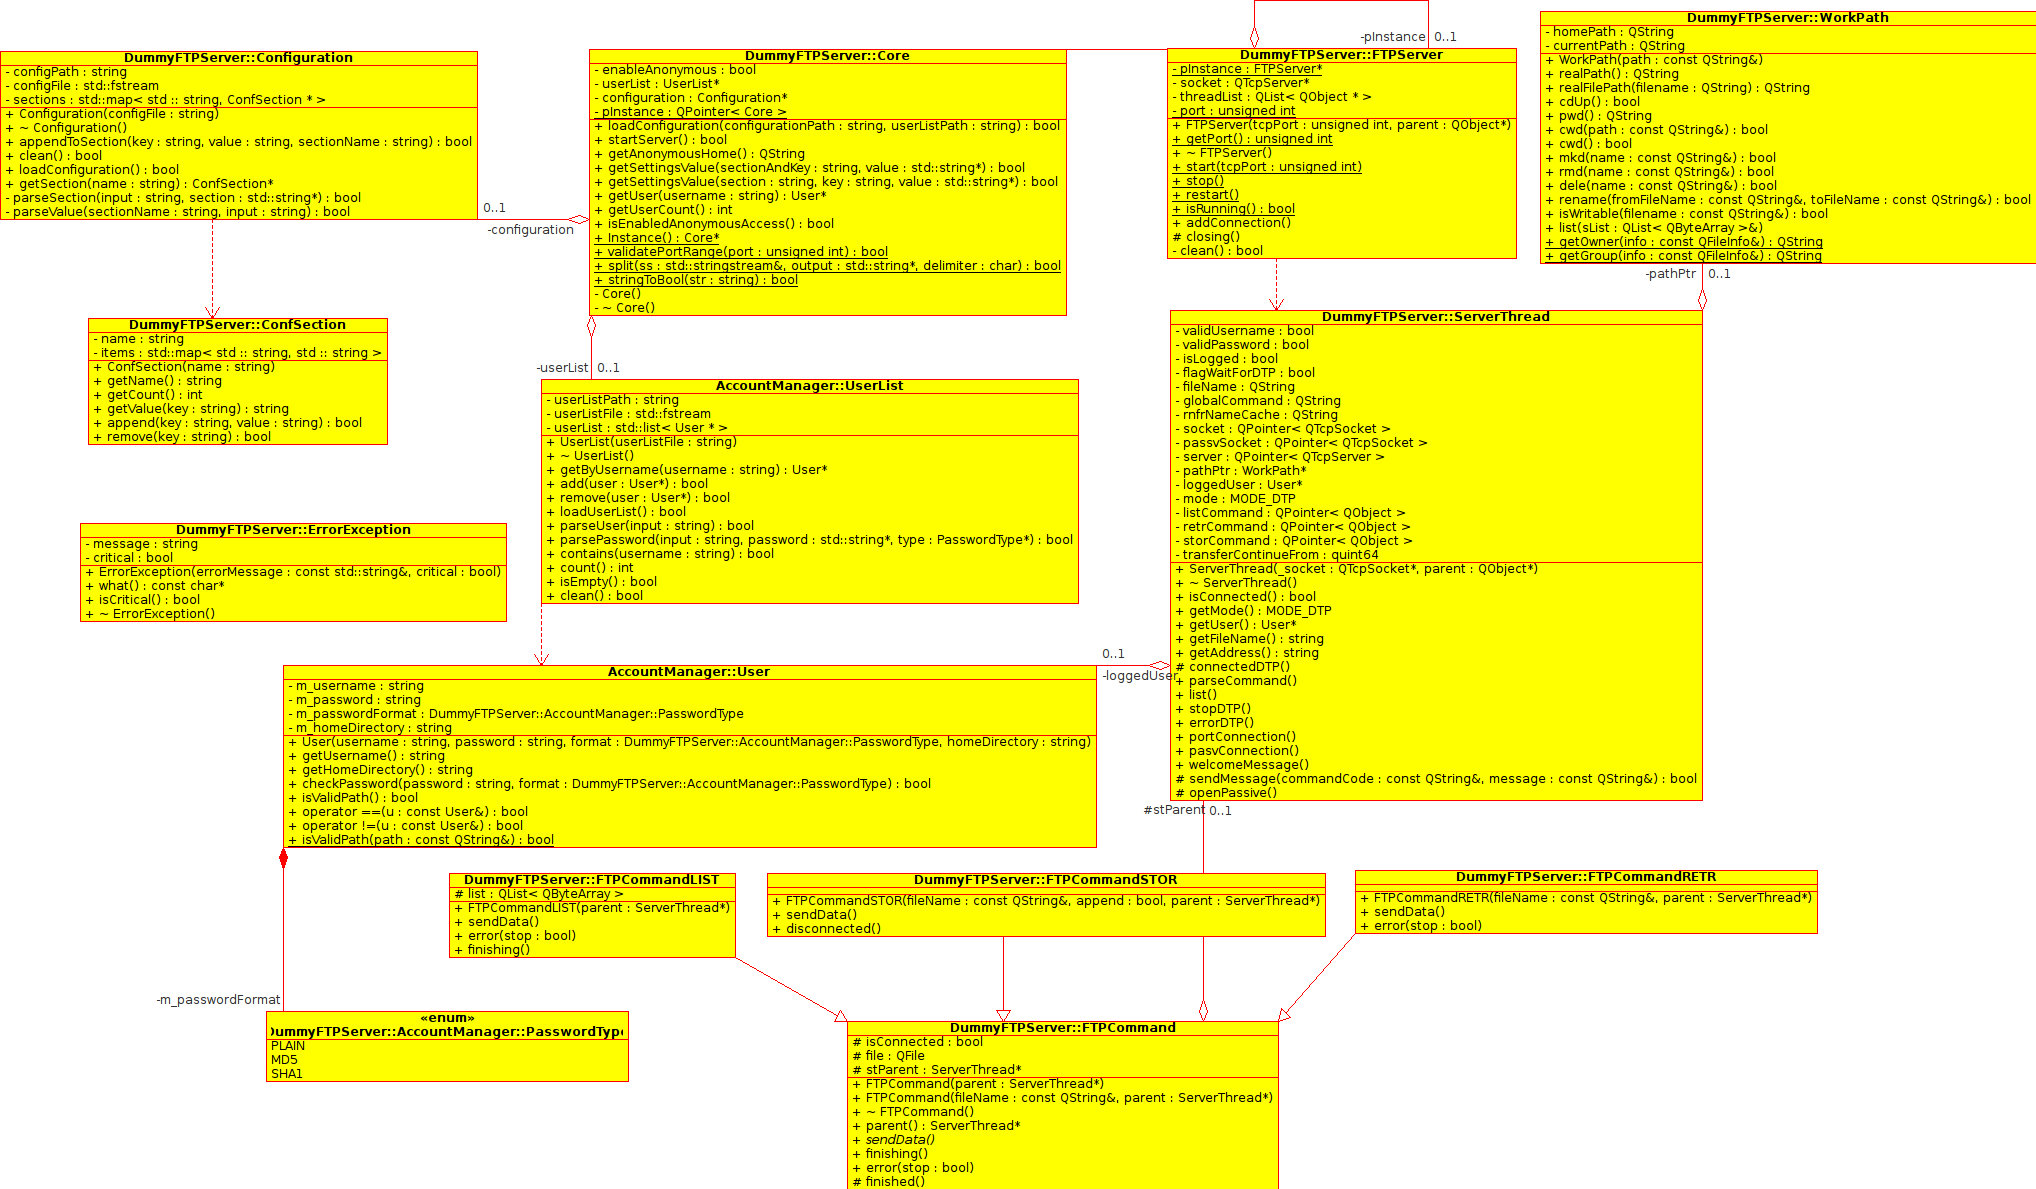 DummyFTPServer::Configuration
- configPath : string
- configFile : std::fstream
- sections : std::map< std :: string, ConfSection * >
+ Configuration(configFile : string)
+ ~ Configuration()
+ appendToSection(key : string, value : string, sectionName : string) : bool
+ clean() : bool
+ loadConfiguration() : bool
+ getSection(name : string) : ConfSection*
- parseSection(input : string, section : std::string*) : bool
- parseValue(sectionName : string, input : string) : bool
0..1
-configuration
DummyFTPServer::Core
- enableAnonymous : bool
- userList : UserList*
- configuration : Configuration*
- pInstance : QPointer< Core >
+ loadConfiguration(configurationPath : string, userListPath : string) : bool
+ startServer() : bool
+ getAnonymousHome() : QString
+ getSettingsValue(sectionAndKey : string, value : std::string*) : bool
+ getSettingsValue(section : string, key : string, value : std::string*) : bool
+ getUser(username : string) : User*
+ getUserCount() : int
+ isEnabledAnonymousAccess() : bool
+ Instance() : Core*
+ validatePortRange(port : unsigned int) : bool
+ split(ss : std::stringstream&, output : std::string*, delimiter : char) : bool
+ stringToBool(str : string) : bool
- Core()
- ~ Core()
-pInstance 0..1
DummyFTPServer::FTPServer
- pInstance : FTPServer*
- socket : QTcpServer*
- threadList : QList< QObject * >
- port : unsigned int
+ FTPServer(tcpPort : unsigned int, parent : QObject*)
+ getPort() : unsigned int
+ ~ FTPServer()
+ start(tcpPort : unsigned int)
+ stop()
+ restart()
+ isRunning() : bool
+ addConnection()
# closing()
- clean() : bool
DummyFTPServer::WorkPath
- homePath : QString
- currentPath : QString
+ WorkPath(path : const QString&)
+ realPath() : QString
+ realFilePath(filename : QString) : QString
+ cdUp() : bool
+ pwd() : QString
+ cwd(path : const QString&) : bool
+ cwd() : bool
+ mkd(name : const QString&) : bool
+ rmd(name : const QString&) : bool
+ dele(name : const QString&) : bool
+ rename(fromFileName : const QString&, toFileName : const QString&) : bool
+ isWritable(filename : const QString&) : bool
+ list(sList : QList< QByteArray >&)
+ getOwner(info : const QFileInfo&) : QString
+ getGroup(info : const QFileInfo&) : QString
-pathPtr 0..1
DummyFTPServer::ConfSection
- name : string
- items : std::map< std :: string, std :: string >
+ ConfSection(name : string)
+ getName() : string
+ getCount() : int
+ getValue(key : string) : string
+ append(key : string, value : string) : bool
+ remove(key : string) : bool
-userList 0..1
AccountManager::UserList
- userListPath : string
- userListFile : std::fstream
- userList : std::list< User * >
+ UserList(userListFile : string)
+ ~ UserList()
+ getByUsername(username : string) : User*
+ add(user : User*) : bool
+ remove(user : User*) : bool
+ loadUserList() : bool
+ parseUser(input : string) : bool
+ parsePassword(input : string, password : std::string*, type : PasswordType*) : bool
+ contains(username : string) : bool
+ count() : int
+ isEmpty() : bool
+ clean() : bool
DummyFTPServer::ServerThread
- validUsername : bool
- validPassword : bool
- isLogged : bool
- flagWaitForDTP : bool
- fileName : QString
- globalCommand : QString
- rnfrNameCache : QString
- socket : QPointer< QTcpSocket >
- passvSocket : QPointer< QTcpSocket >
- server : QPointer< QTcpServer >
- pathPtr : WorkPath*
- loggedUser : User*
- mode : MODE_DTP
- listCommand : QPointer< QObject >
- retrCommand : QPointer< QObject >
- storCommand : QPointer< QObject >
- transferContinueFrom : quint64
+ ServerThread(_socket : QTcpSocket*, parent : QObject*)
+ ~ ServerThread()
+ isConnected() : bool
+ getMode() : MODE_DTP
+ getUser() : User*
+ getFileName() : string
+ getAddress() : string
# connectedDTP()
+ parseCommand()
+ list()
+ stopDTP()
+ errorDTP()
+ portConnection()
+ pasvConnection()
+ welcomeMessage()
# sendMessage(commandCode : const QString&, message : const QString&) : bool
# openPassive()
DummyFTPServer::ErrorException
- message : string
- critical : bool
+ ErrorException(errorMessage : const std::string&, critical : bool)
+ what() : const char*
+ isCritical() : bool
+ ~ ErrorException()
0..1
-loggedUser
AccountManager::User
- m_username : string
- m_password : string
- m_passwordFormat : DummyFTPServer::AccountManager::PasswordType
- m_homeDirectory : string
+ User(username : string, password : string, format : DummyFTPServer::AccountManager::PasswordType, homeDirectory : string)
+ getUsername() : string
+ getHomeDirectory() : string
+ checkPassword(password : string, format : DummyFTPServer::AccountManager::PasswordType) : bool
+ isValidPath() : bool
+ operator ==(u : const User&) : bool
+ operator !=(u : const User&) : bool
+ isValidPath(path : const QString&) : bool
#stParent 0..1
DummyFTPServer::FTPCommandLIST
# list : QList< QByteArray >
+ FTPCommandLIST(parent : ServerThread*)
+ sendData()
+ error(stop : bool)
+ finishing()
DummyFTPServer::FTPCommandSTOR
+ FTPCommandSTOR(fileName : const QString&, append : bool, parent : ServerThread*)
+ sendData()
+ disconnected()
DummyFTPServer::FTPCommandRETR
+ FTPCommandRETR(fileName : const QString&, parent : ServerThread*)
+ sendData()
+ error(stop : bool)
-m_passwordFormat
«enum»
ummyFTPServer::AccountManager::PasswordType
PLAIN
MD5
SHA1
DummyFTPServer::FTPCommand
# isConnected : bool
# file : QFile
# stParent : ServerThread*
+ FTPCommand(parent : ServerThread*)
+ FTPCommand(fileName : const QString&, parent : ServerThread*)
+ ~ FTPCommand()
+ parent() : ServerThread*
+ sendData()
+ finishing()
+ error(stop : bool)
# finished()